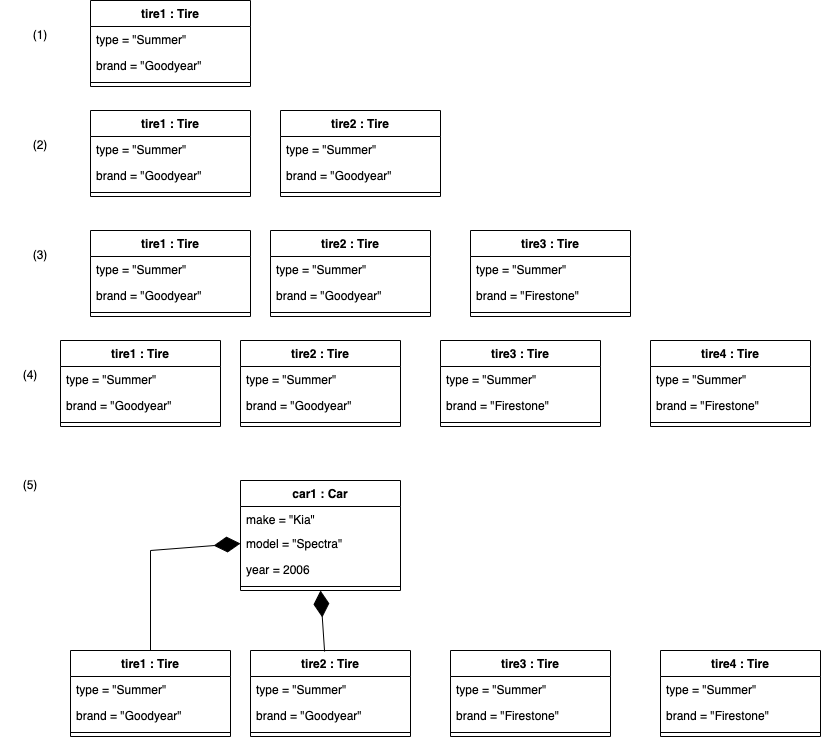 (1)
tire1 : Tire
type = "Summer"
brand = "Goodyear"
(2)
tire1 : Tire
type = "Summer"
brand = "Goodyear"
tire2 : Tire
type = "Summer"
brand = "Goodyear"
(3)
tire1 : Tire
type = "Summer"
brand = "Goodyear"
tire2 : Tire
type = "Summer"
brand = "Goodyear"
tire3 : Tire
type = "Summer"
brand = "Firestone"
(4)
tire1 : Tire
type = "Summer"
brand = "Goodyear"
tire2 : Tire
type = "Summer"
brand = "Goodyear"
tire3 : Tire
type = "Summer"
brand = "Firestone"
tire4 : Tire
type = "Summer"
brand = "Firestone"
(5)
car1 : Car
make = "Kia"
model = "Spectra"
year = 2006
tire1 : Tire
type = "Summer"
brand = "Goodyear"
tire2 : Tire
type = "Summer"
brand = "Goodyear"
tire3 : Tire
type = "Summer"
brand = "Firestone"
tire4 : Tire
type = "Summer"
brand = "Firestone"